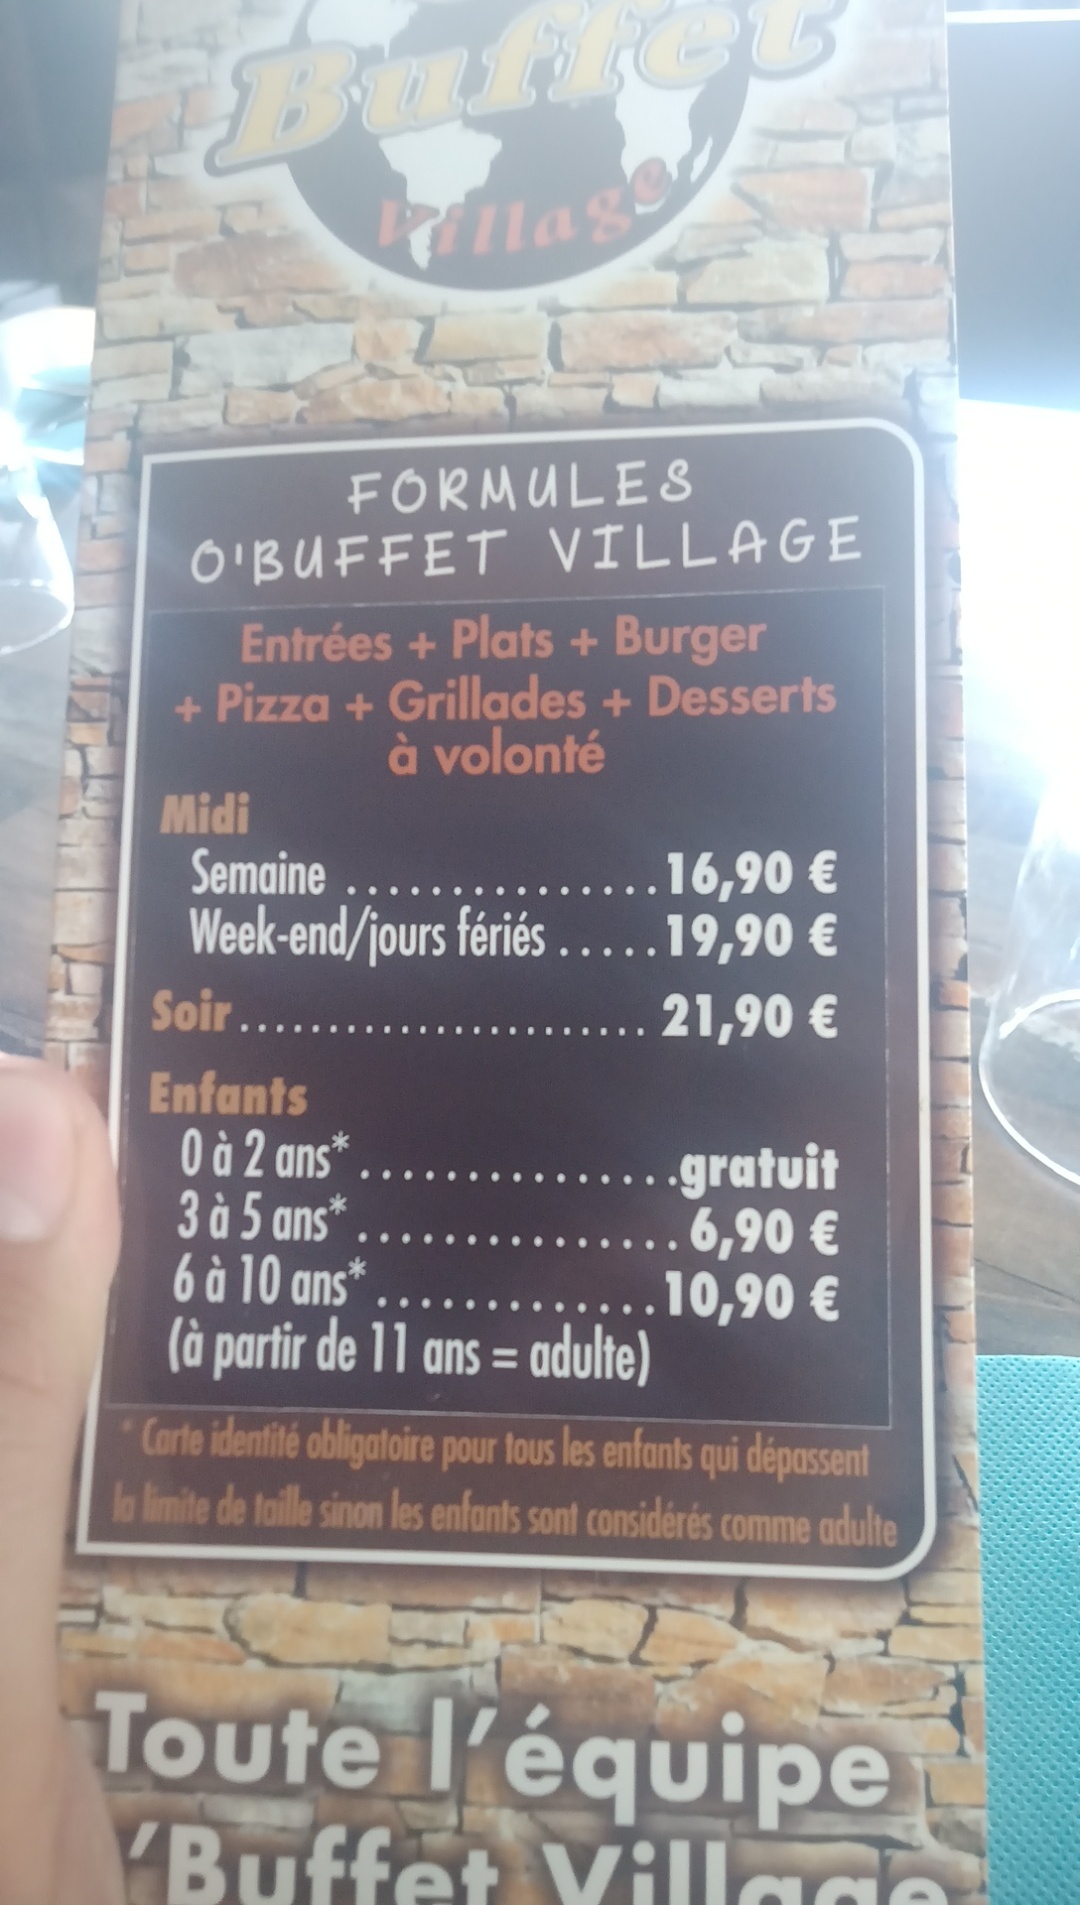 Buffet
Village
FORMULES
O'BUFFET VILLAGE
Entrées + Plats + Burger
+ Pizza + Grillades + Desserts
à volonté
Midi
Semaine ............... 16,90 €
Week-end/jours fériés ..... 19,90 €
Soir ...................... 21,90 €
Enfants
0 à 2 ans* ................ gratuit
3 à 5 ans* ............... 6,90 €
6 à 10 ans* ............. 10,90 €
(à partir de 11 ans = adulte)
* Carte identité obligatoire pour tous les enfants qui dépassent
la limite de taille sinon les enfants sont considérés comme adulte
Toute l'équipe
'Buffet Village